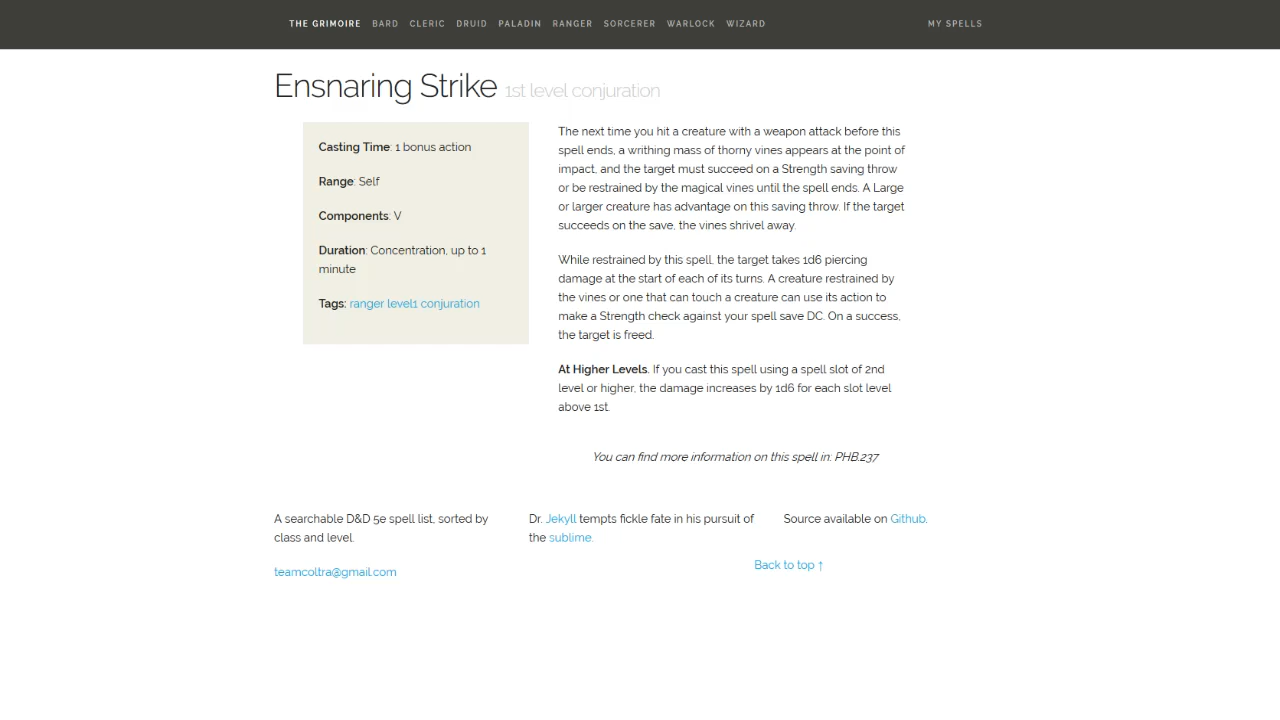 THE GRIMOIRE BARD CLERIC DRUID PALADIN RANGER SORCERER WARLOCK WIZARD MY SPELLS
Ensnaring Strike 1st level conjuration
Casting Time: 1 bonus action
Range: Self
Components: V
Duration: Concentration, up to 1
minute
Tags: ranger level1 conjuration
The next time you hit a creature with a weapon attack before this
spell ends, a writhing mass of thorny vines appears at the point of
impact, and the target must succeed on a Strength saving throw
or be restrained by the magical vines until the spell ends. A Large
or larger creature has advantage on this saving throw. If the target
succeeds on the save, the vines shrivel away.
While restrained by this spell, the target takes 1d6 piercing
damage at the start of each of its turns. A creature restrained by
the vines or one that can touch a creature can use its action to
make a Strength check against your spell save DC. On a success,
the target is freed.
At Higher Levels. If you cast this spell using a spell slot of 2nd
level or higher, the damage increases by 1d6 for each slot level
above 1st.
You can find more information on this spell in: PHB.237
A searchable D&D 5e spell list, sorted by
class and level.
teamcoltra@gmail.com
Dr. Jekyll tempts fickle fate in his pursuit of
the sublime.
Source available on Github.
Back to top ↑